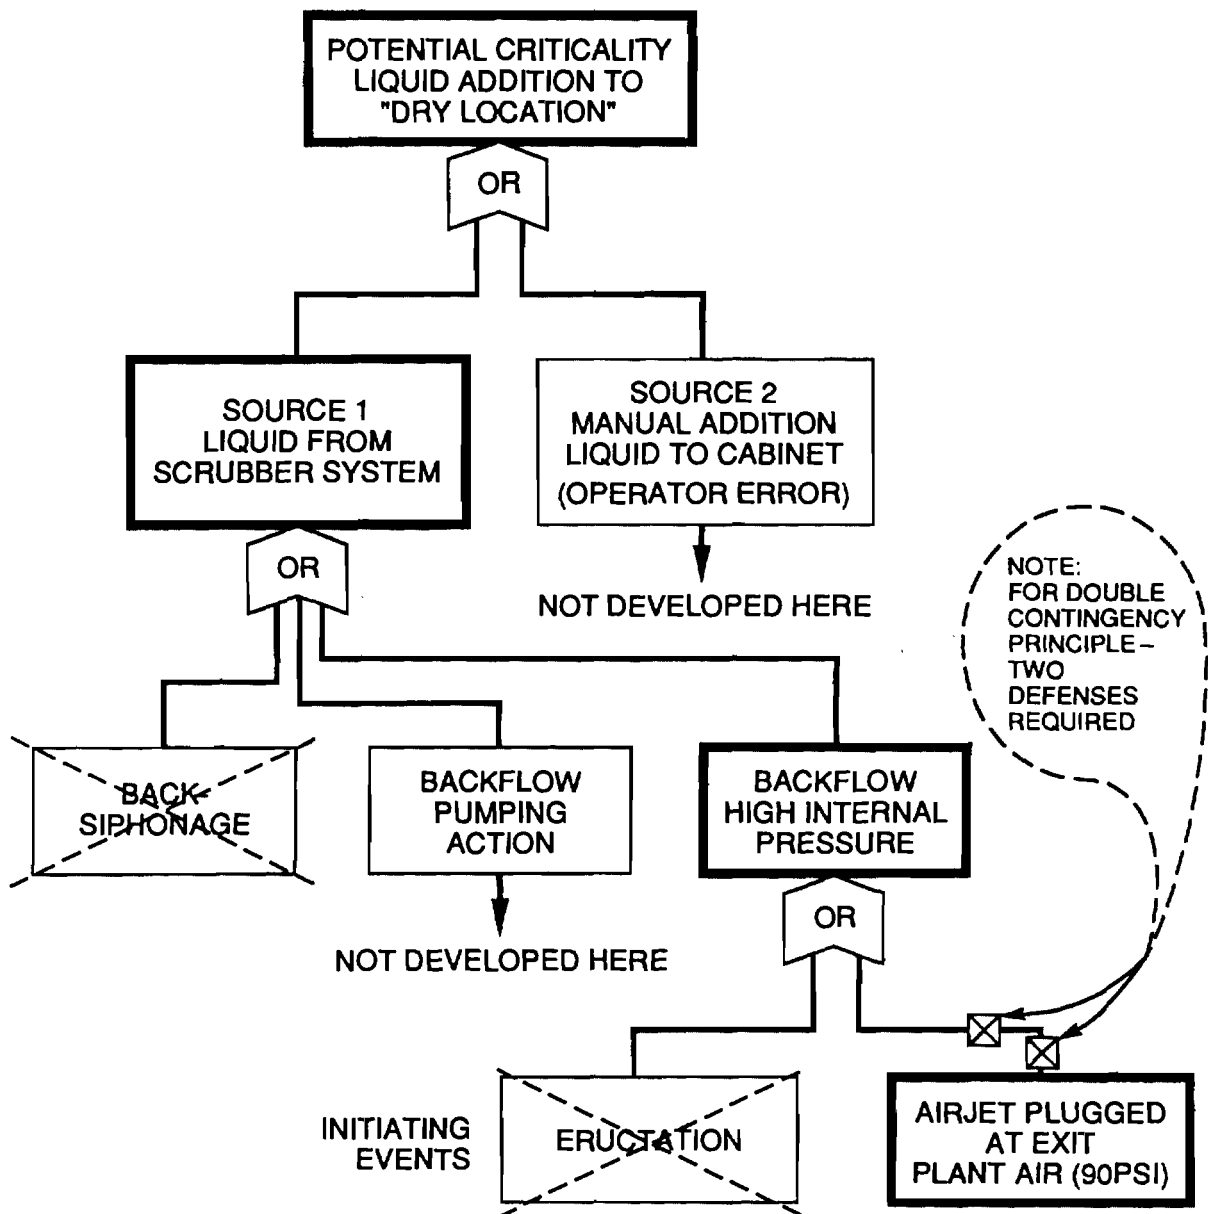 POTENTIAL CRITICALITY
LIQUID ADDITION TO
"DRY LOCATION"
OR
SOURCE 1
LIQUID FROM
SCRUBBER SYSTEM
SOURCE 2
MANUAL ADDITION
LIQUID TO CABINET
(OPERATOR ERROR)
OR
NOT DEVELOPED HERE
NOTE:
FOR DOUBLE
CONTINGENCY
PRINCIPLE–
TWO
DEFENSES
REQUIRED
BACK-
SIPHONAGE
BACKFLOW
PUMPING
ACTION
BACKFLOW
HIGH INTERNAL
PRESSURE
NOT DEVELOPED HERE
OR
INITIATING
EVENTS
ERUCTATION
AIRJET PLUGGED
AT EXIT
PLANT AIR (90PSI)